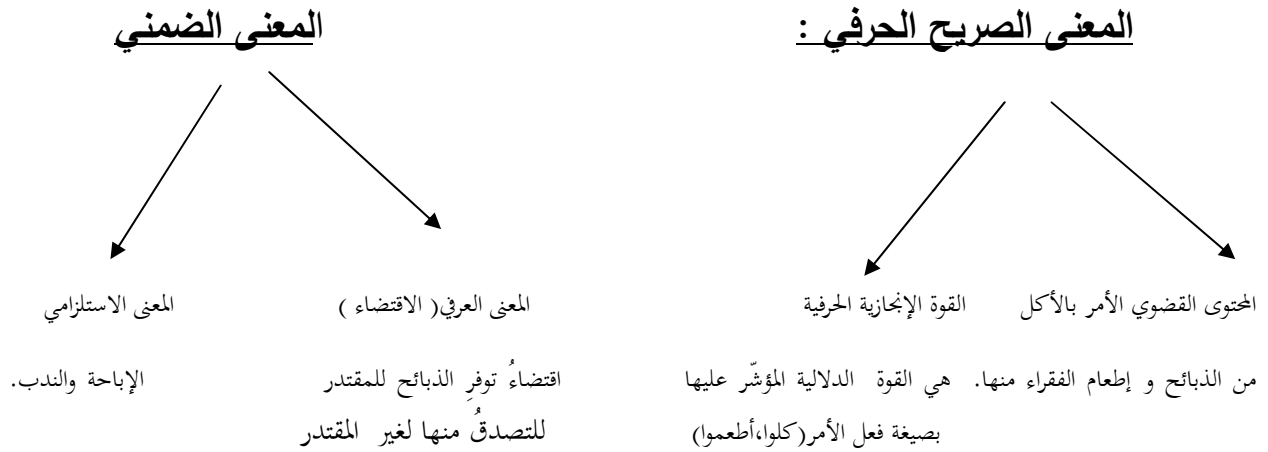 المعنى الصريح الحرفي :
المعنى الضمني
المحتوى القضوي الأمر بالأكل
القوة الإنجازية الحرفية
المعنى العرفي( الاقتضاء )
المعنى الاستلزامي
من الذبائح و إطعام الفقراء منها.
هي القوة الدلالية المؤشّر عليها
اقتضاءُ توفرِ الذبائح للمقتدر
الإباحة والندب.
بصيغة فعل الأمر(كلوا،أطعموا)
للتصدقُ منها لغير المقتدر